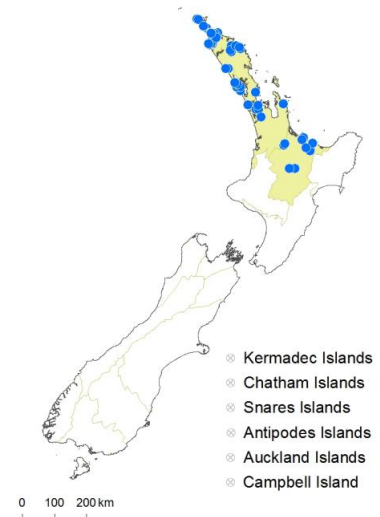 Kermadec Islands
Chatham Islands
Snares Islands
Antipodes Islands
Auckland Islands
Campbell Island
0 100 200 km